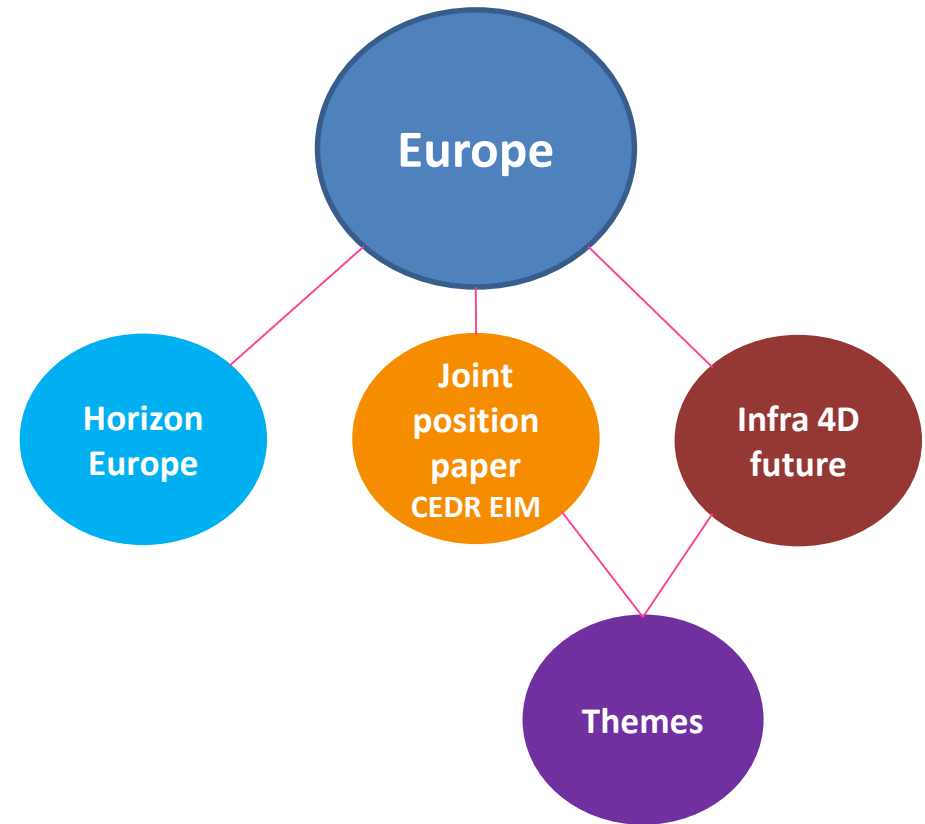 Europe
Horizon
Europe
Joint
position
paper
CEDR EIM
Infra 4D
future
Themes